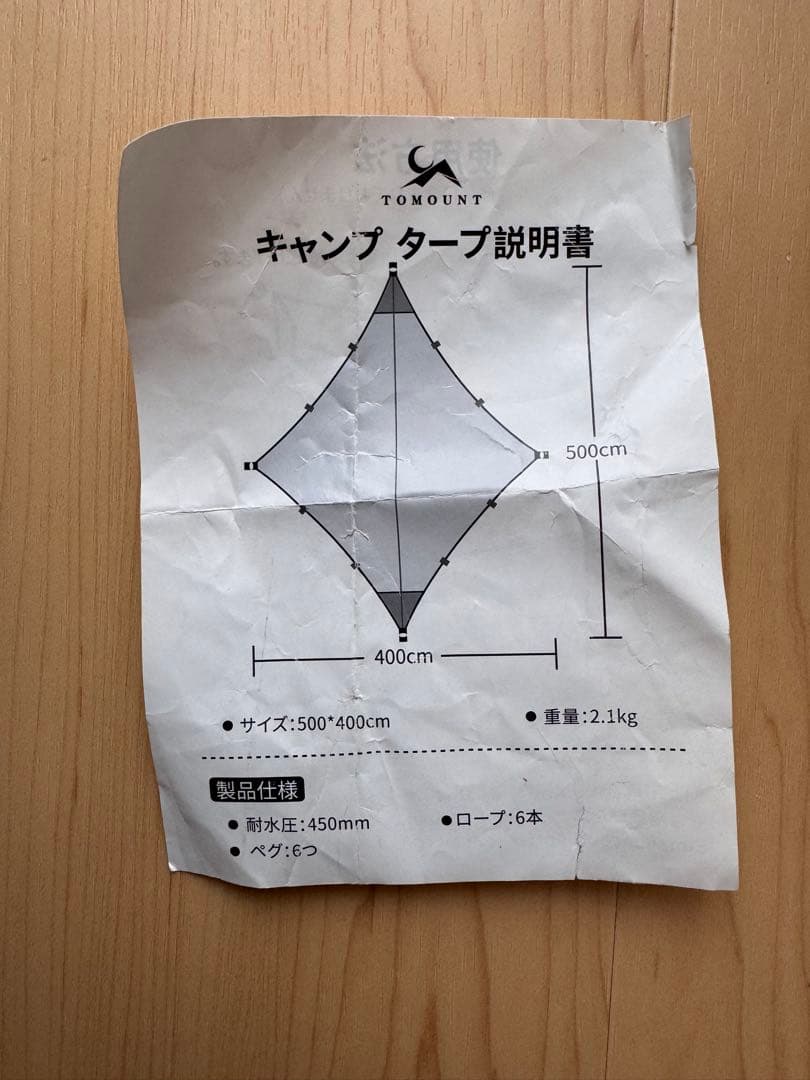 TOMOUNT
キャンプ タープ説明書
500cm
400cm
● サイズ:500*400cm
● 重量:2.1kg
製品仕様
● 耐水圧:450mm
●ロープ:6本
● ペグ:6つ